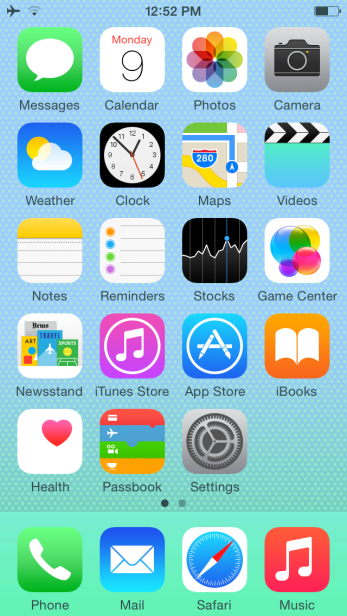 12:52 PM
Monday
9
Messages Calendar Photos Camera
280
Weather Clock Maps Videos
Notes Reminders Stocks Game Center
News
ART TRAVEL SPORTS
Newsstand iTunes Store App Store iBooks
Health Passbook Settings
Phone Mail Safari Music